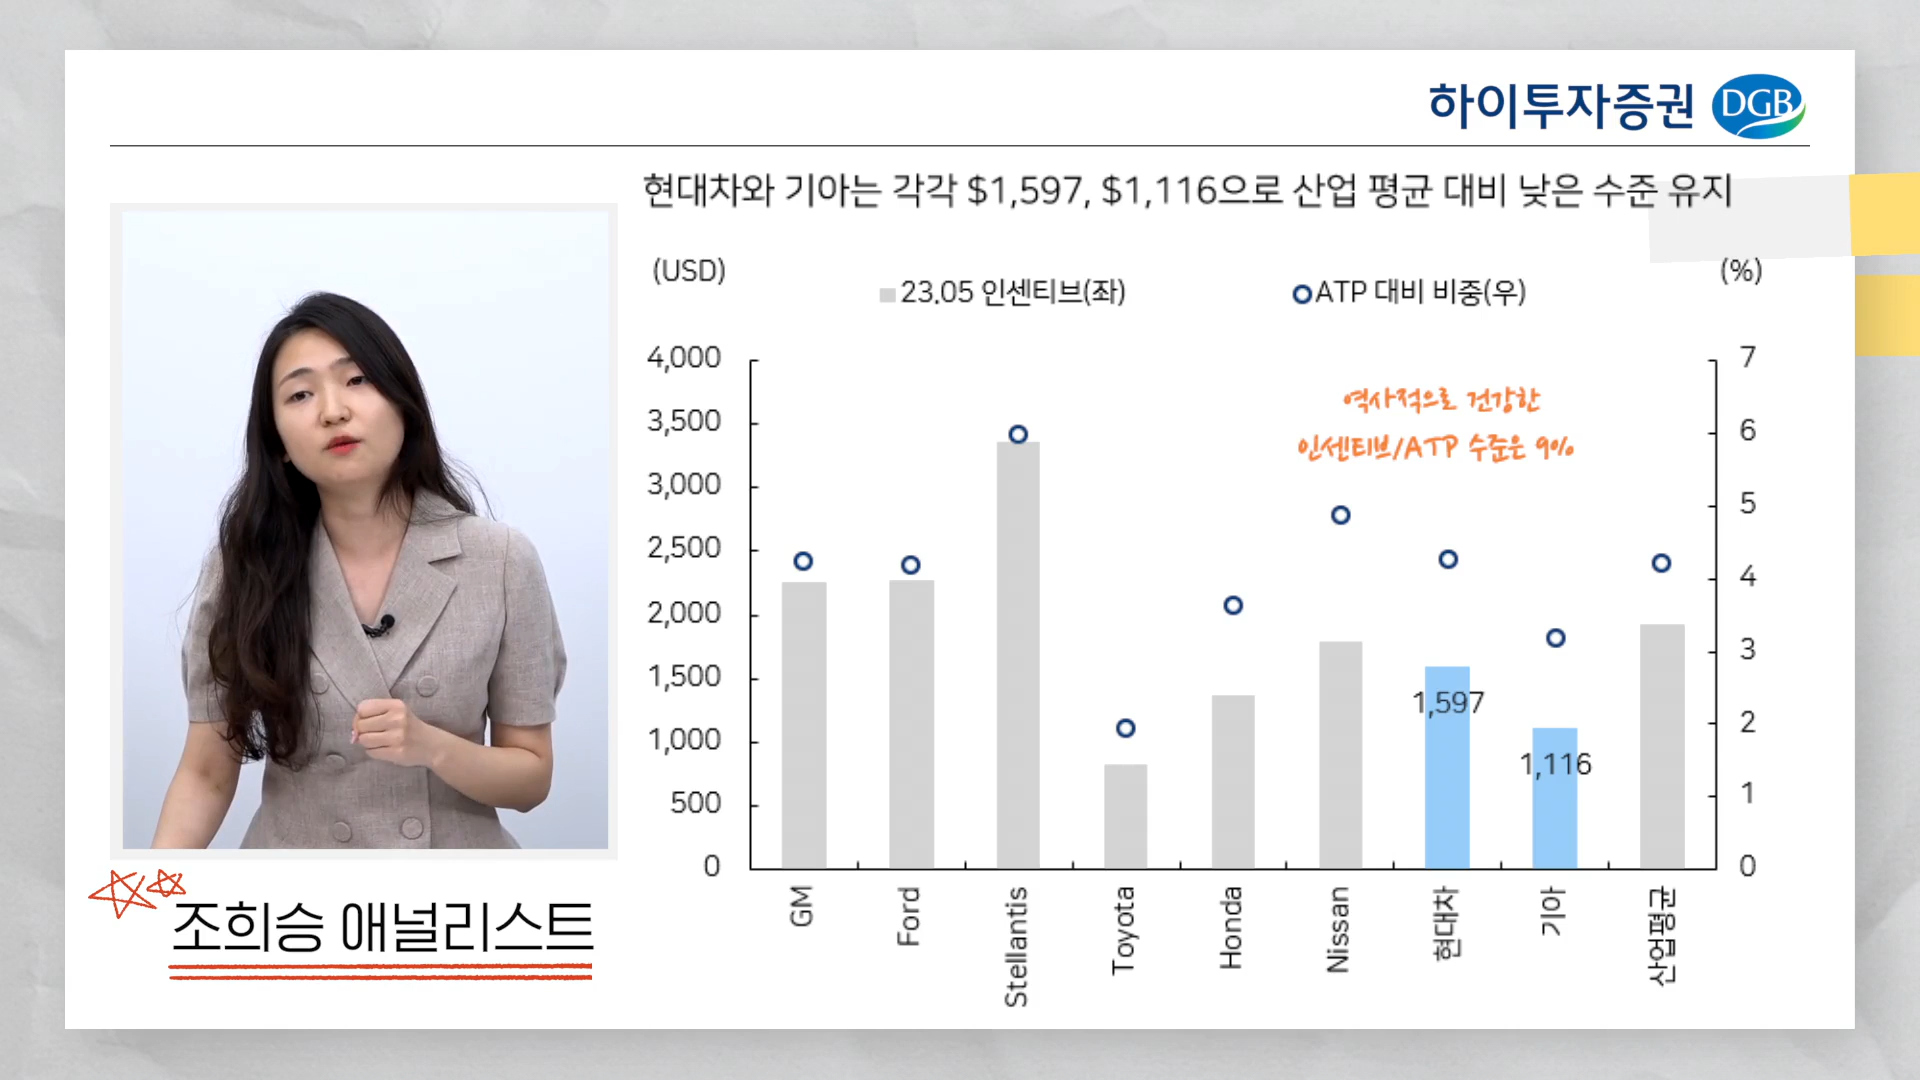 하이투자증권 DGB
현대차와 기아는 각각 $1,597, $1,116으로 산업 평균 대비 낮은 수준 유지
(USD)
(%)
23.05 인센티브(좌)
ATP 대비 비중(우)
역사적으로 건강한
인센티브/ATP 수준은 9%
4,000
3,500
3,000
2,500
2,000
1,500
1,000
500
0
7
6
5
4
3
2
1
0
1,597
1,116
GM
Ford
Stellantis
Toyota
Honda
Nissan
현대차
기아
산업평균
조희승 애널리스트